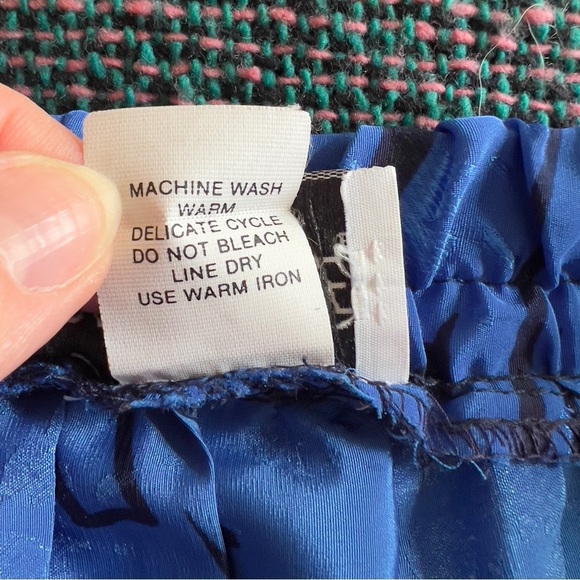 MACHINE WASH
WARM
DELICATE CYCLE
DO NOT BLEACH
LINE DRY
USE WARM IRON